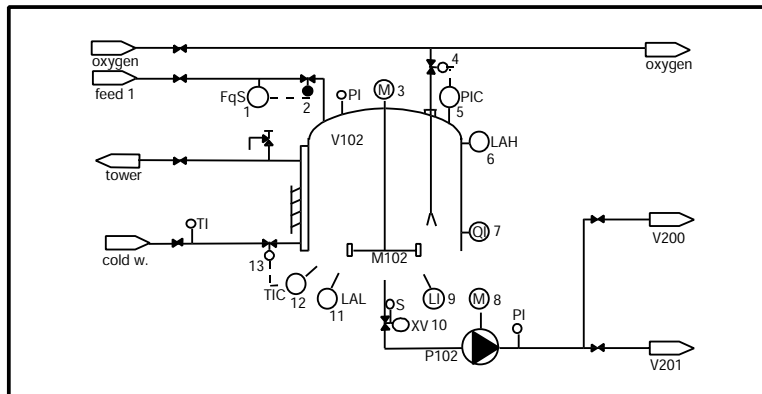 oxygen
oxygen
4
feed 1
FqS
1
2
PI
M 3
PIC
5
V102
LAH
6
tower
TI
QI 7
V200
cold w.
13
M102
TIC
12
LAL
11
LI 9
S
XV 10
M 8
PI
P102
V201